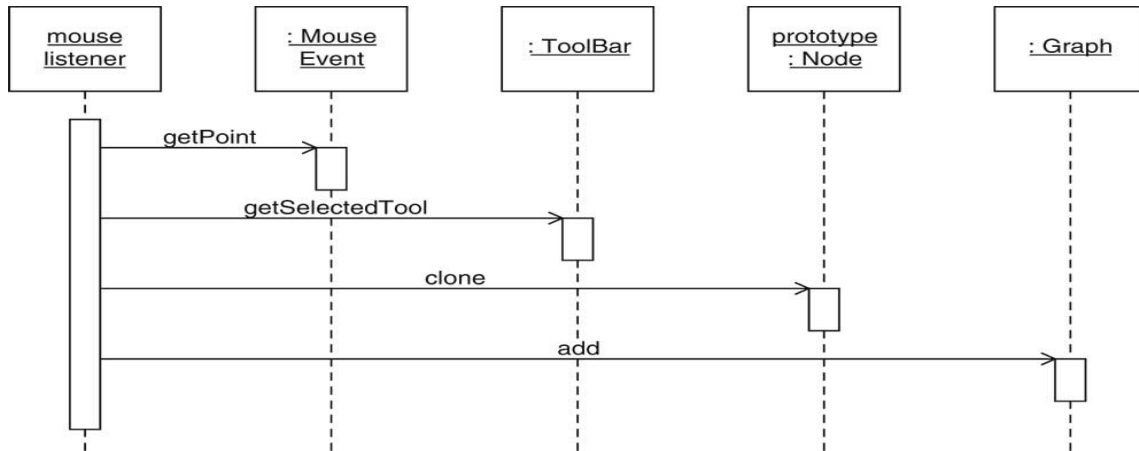 mouse
listener
: Mouse
Event
: ToolBar
prototype
: Node
: Graph
getPoint
getSelectedTool
clone
add